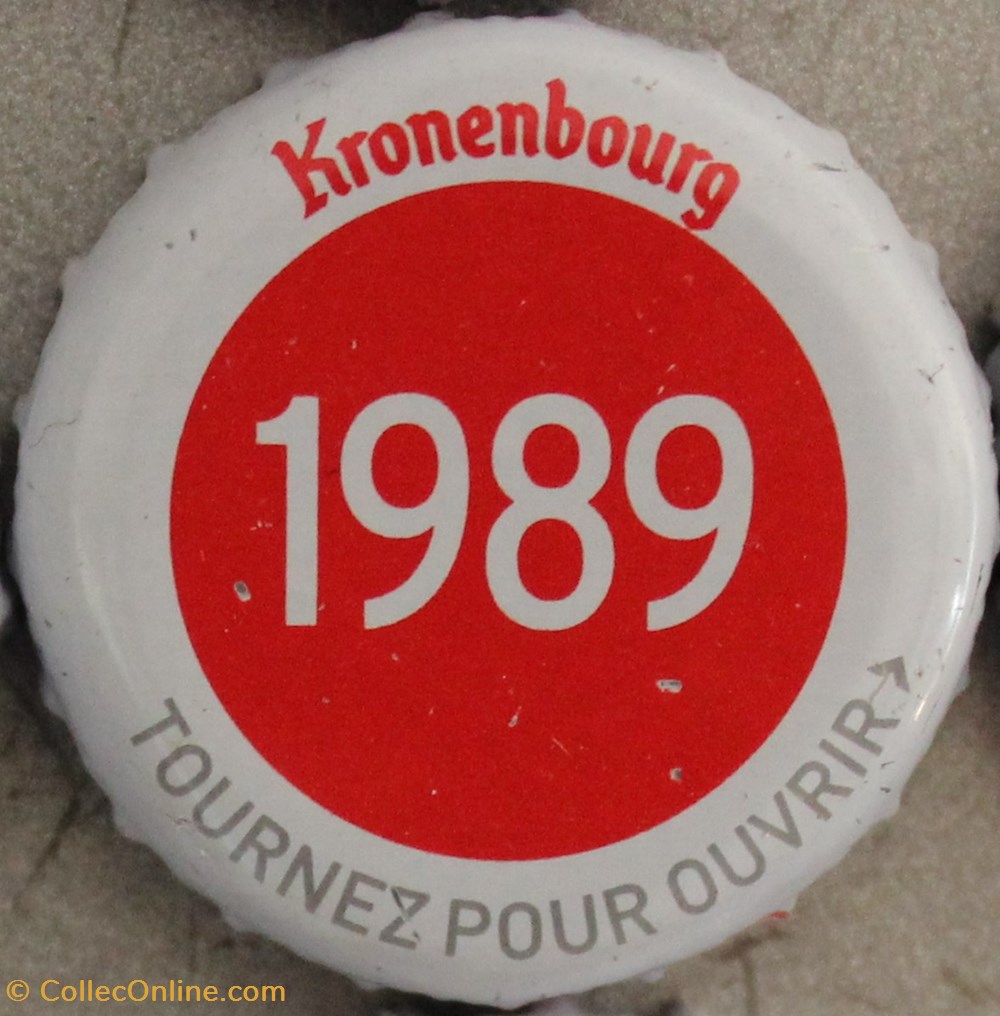 Kronenbourg
1989
TOURNEZ POUR OUVRIR
© CollecOnline.com